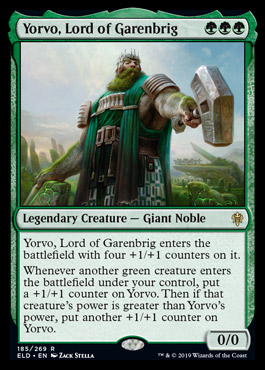 Yorvo, Lord of Garenbrig
Legendary Creature — Giant Noble
Yorvo, Lord of Garenbrig enters the
battlefield with four +1/+1 counters on it.
Whenever another green creature enters
the battlefield under your control, put
a +1/+1 counter on Yorvo. Then if that
creature's power is greater than Yorvo's
power, put another +1/+1 counter on
Yorvo.
0/0
185/269 R
ELD • EN ZACK STELLA
™ & © 2019 Wizards of the Coast